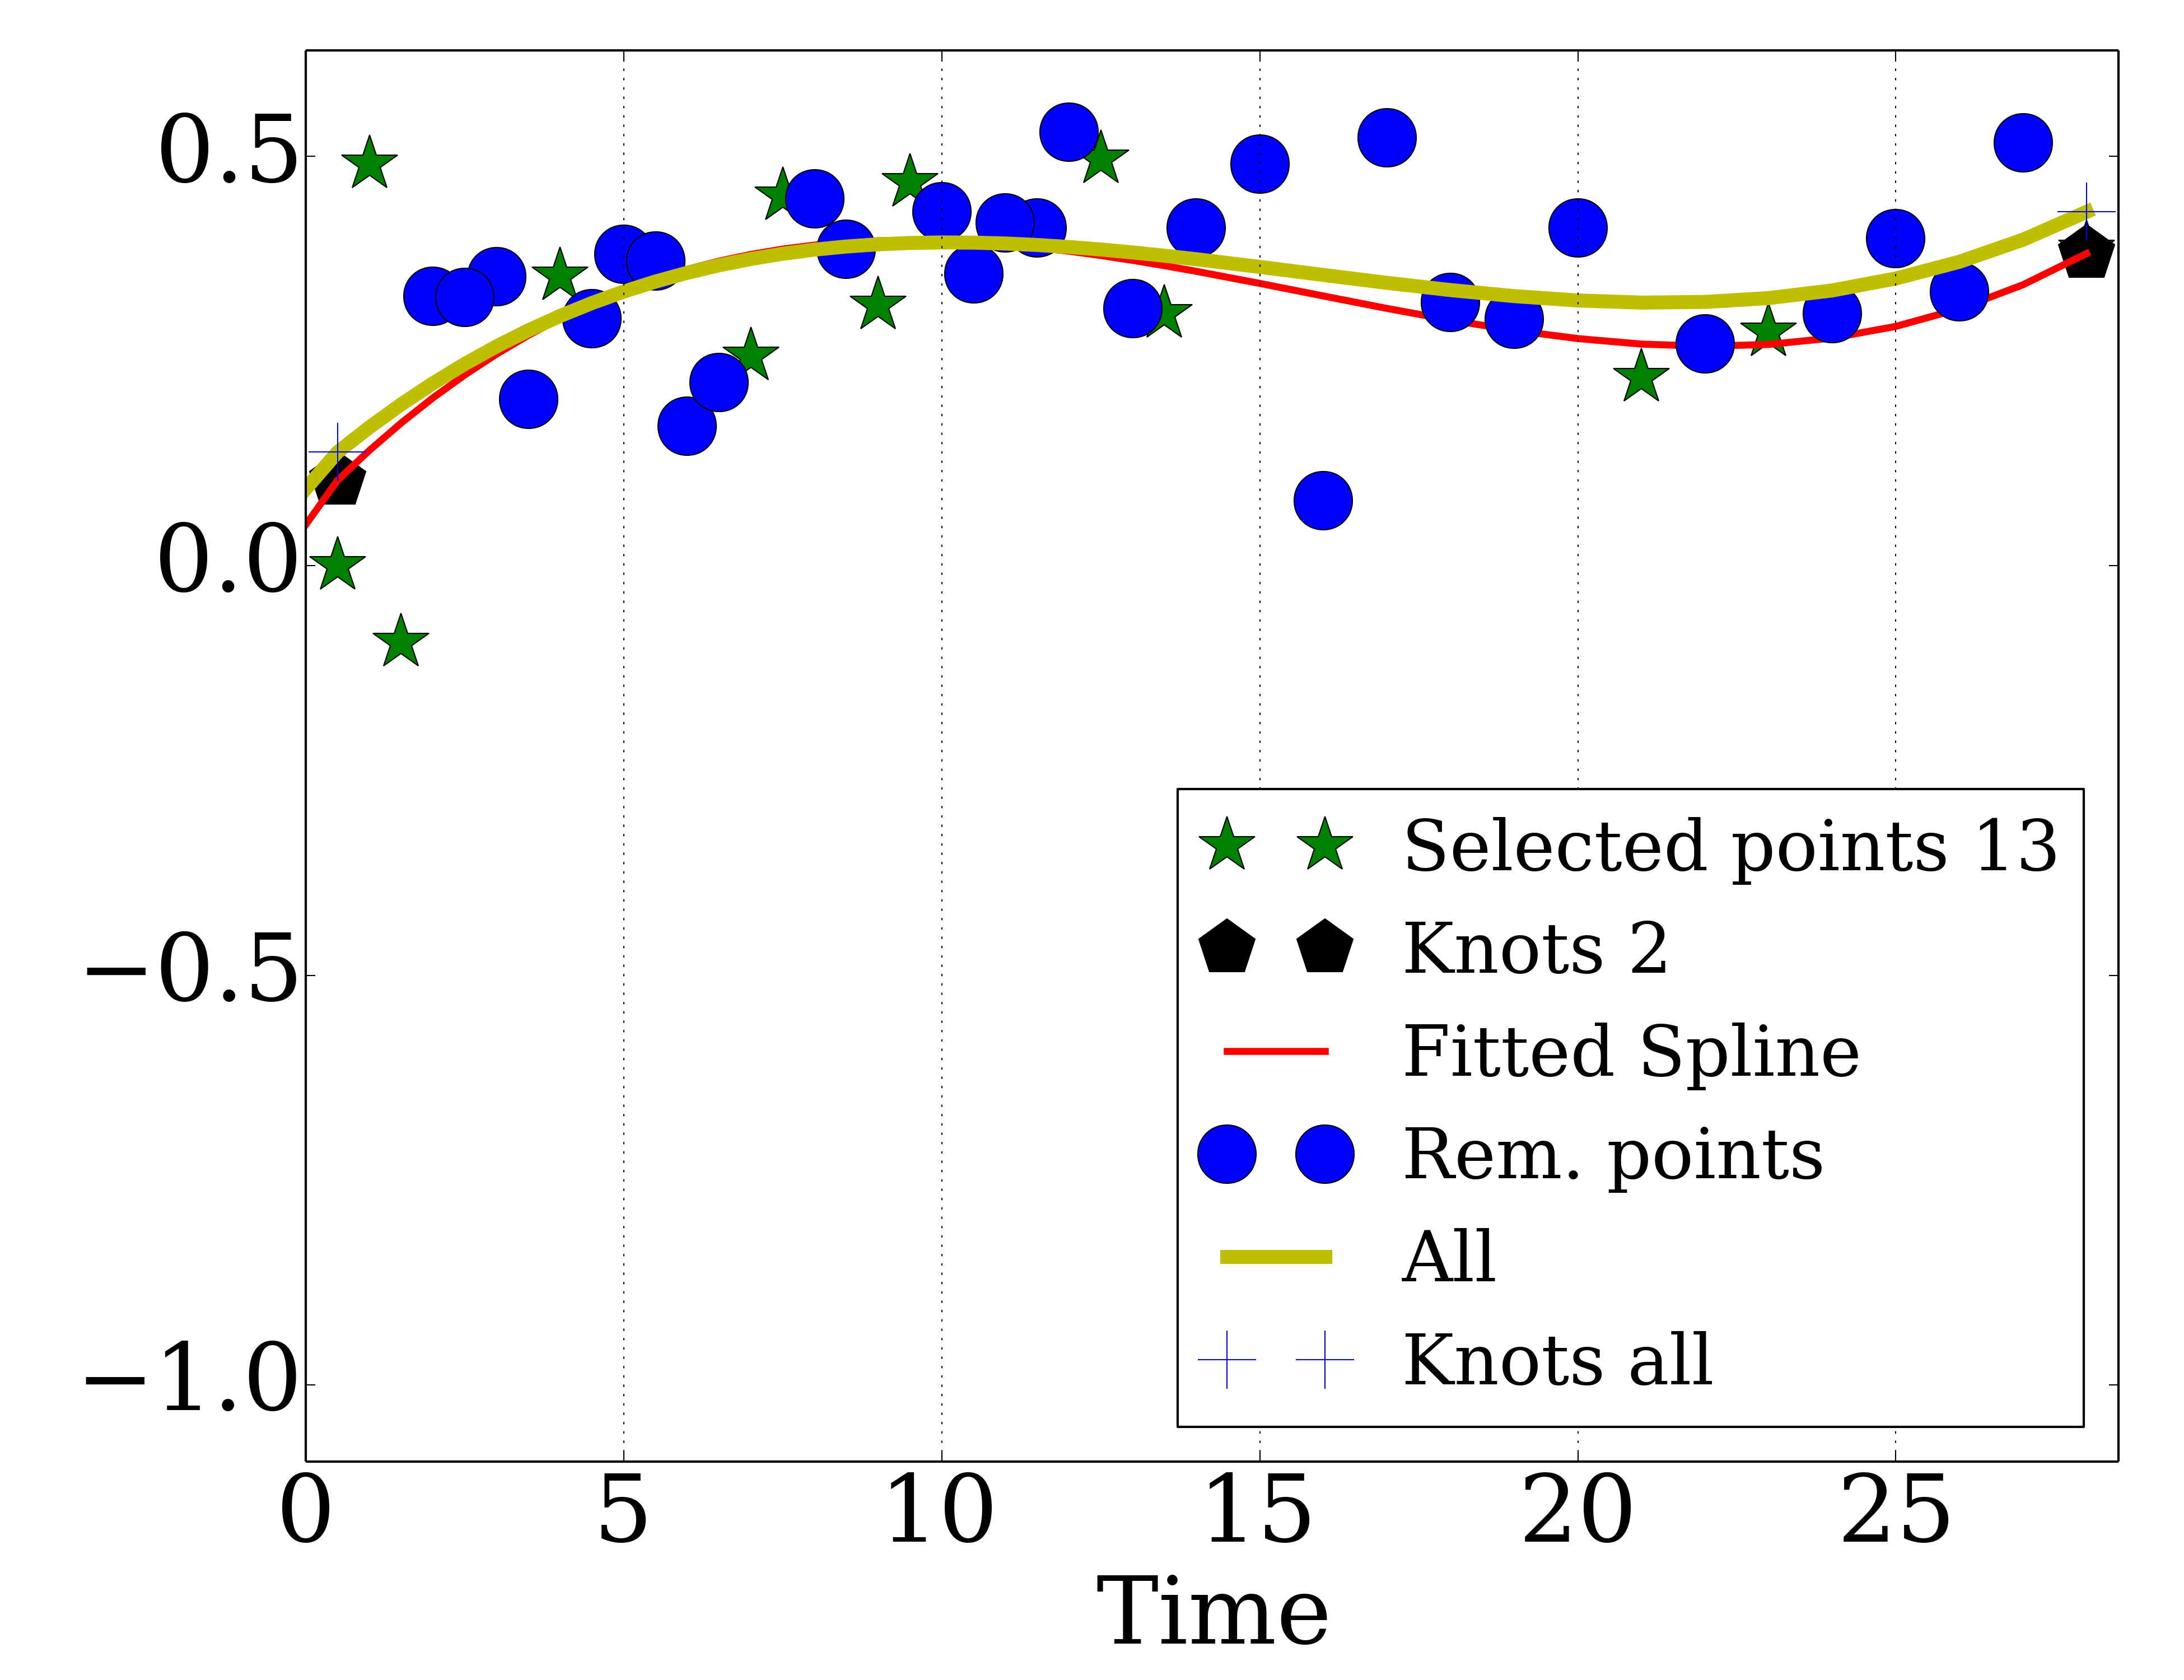 0.5
0.0
−0.5
−1.0
0 5 10 15 20 25
Time
Selected points 13
Knots 2
Fitted Spline
Rem. points
All
Knots all